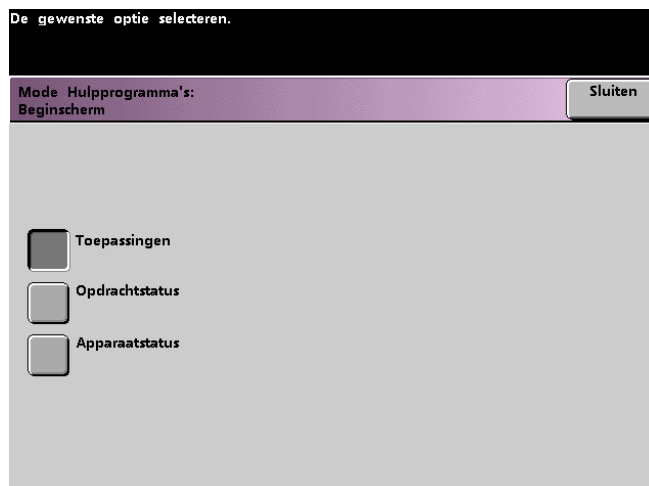 De gewenste optie selecteren.
Mode Hulpprogramma's:
Beginscherm
Sluiten
Toepassingen
Opdrachtstatus
Apparaatstatus